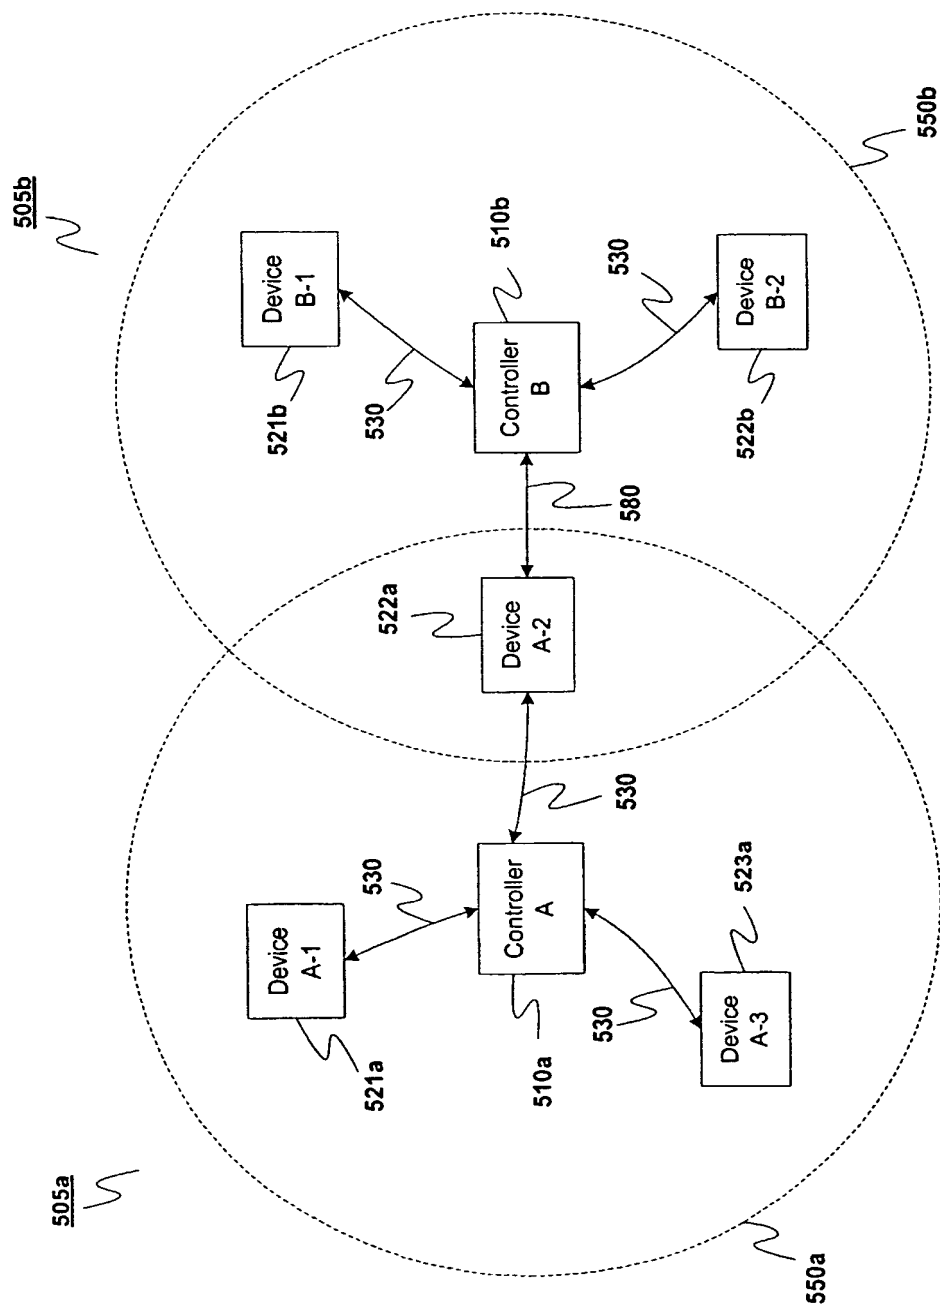 505a
505b
521a
Device
A-1
530
521b
Device
B-1
530
522a
510b
510a
Controller
A
Device
A-2
Controller
B
530
580
530
530
Device
A-3
523a
522b
Device
B-2
550a
550b